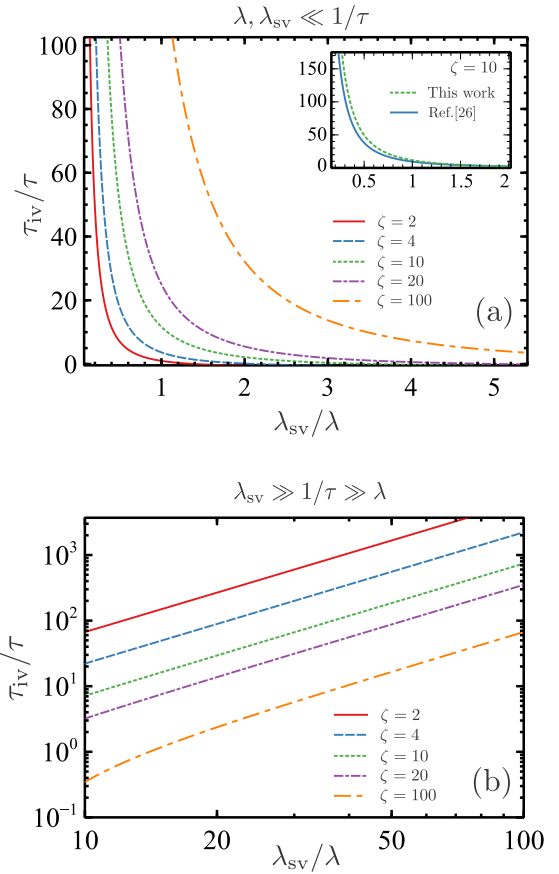 λ, λsv ≪ 1/τ
100
80
60
40
20
0
τiv/τ
150
100
50
0
ζ = 10
This work
Ref.[26]
0.5 1 1.5 2
ζ = 2
ζ = 4
ζ = 10
ζ = 20
ζ = 100
(a)
1 2 3 4 5
λsv/λ
λsv ≫ 1/τ ≫ λ
10³
10²
10¹
10⁰
10⁻¹
τiv/τ
ζ = 2
ζ = 4
ζ = 10
ζ = 20
ζ = 100
(b)
10 20 50 100
λsv/λ